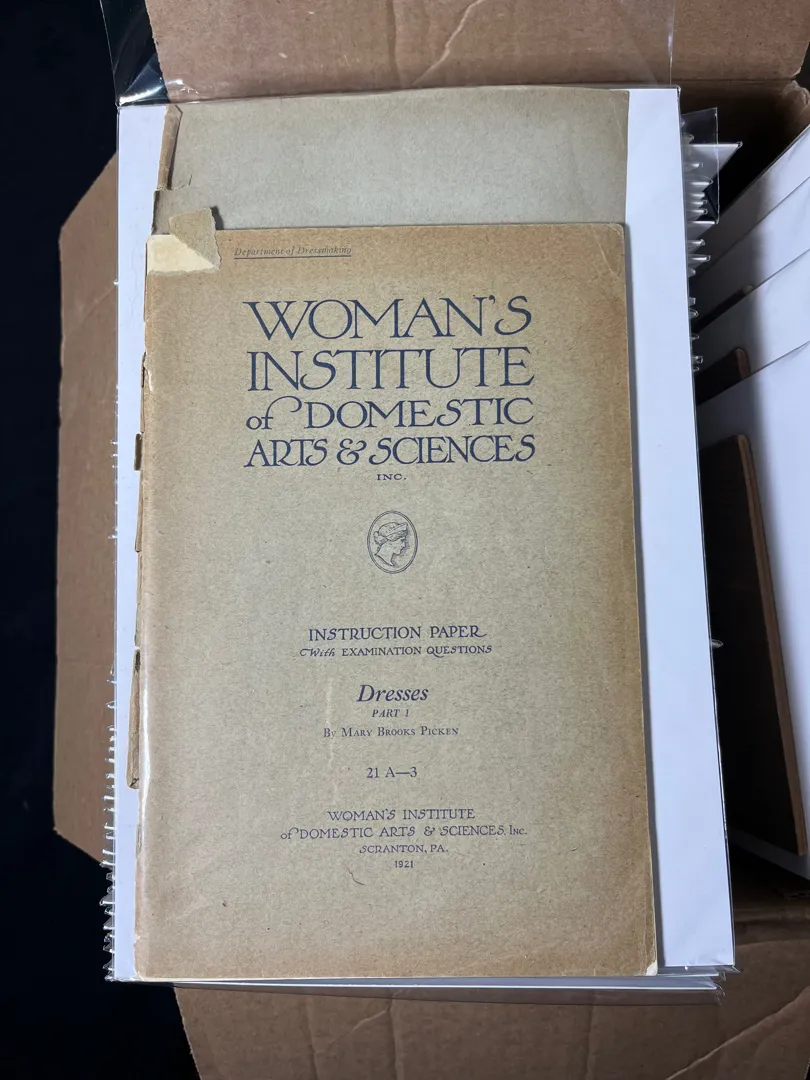 Department of Dressmaking
WOMAN'S
INSTITUTE
of DOMESTIC
ARTS & SCIENCES
INC.
INSTRUCTION PAPER
With EXAMINATION QUESTIONS
Dresses
PART 1
By MARY BROOKS PICKEN
21 A—3
WOMAN'S INSTITUTE
of DOMESTIC ARTS & SCIENCES, INC.
SCRANTON, PA.
1921